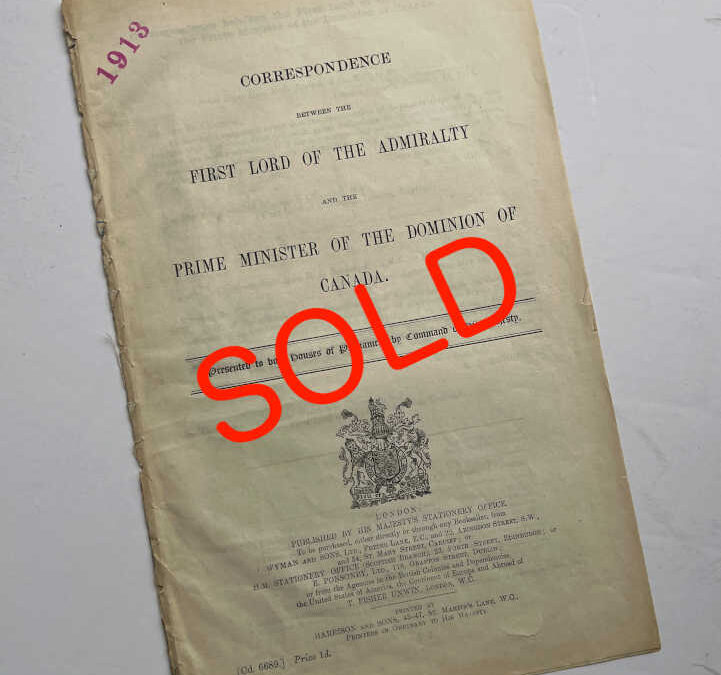 1913
CORRESPONDENCE
BETWEEN THE
FIRST LORD OF THE ADMIRALTY
AND THE
PRIME MINISTER OF THE DOMINION OF
CANADA.
Presented to Houses of by Command
SOLD
LONDON:
PUBLISHED BY HIS MAJESTY'S STATIONERY OFFICE.
To be purchased, either directly or through any Bookseller, from
WYMAN AND SONS, LTD., FETTER LANE, E.C., and 32, ABINGDON STREET, S.W.,
and 54, ST. MARY STREET, CARDIFF; or
H.M. STATIONERY OFFICE (SCOTTISH BRANCH), 23, FORTH STREET, EDINBURGH; or
E. PONSONBY, LTD., 116, GRAFTON STREET, DUBLIN;
or from the Agencies in the British Colonies and Dependencies,
the United States of America, the Continent of Europe and Abroad of
T. FISHER UNWIN, LONDON, W.C.
PRINTED BY
HARRISON AND SONS, 45-47, ST. MARTIN'S LANE, W.C.,
PRINTERS IN ORDINARY TO HIS MAJESTY.
[Cd. 6689.] Price 1d.